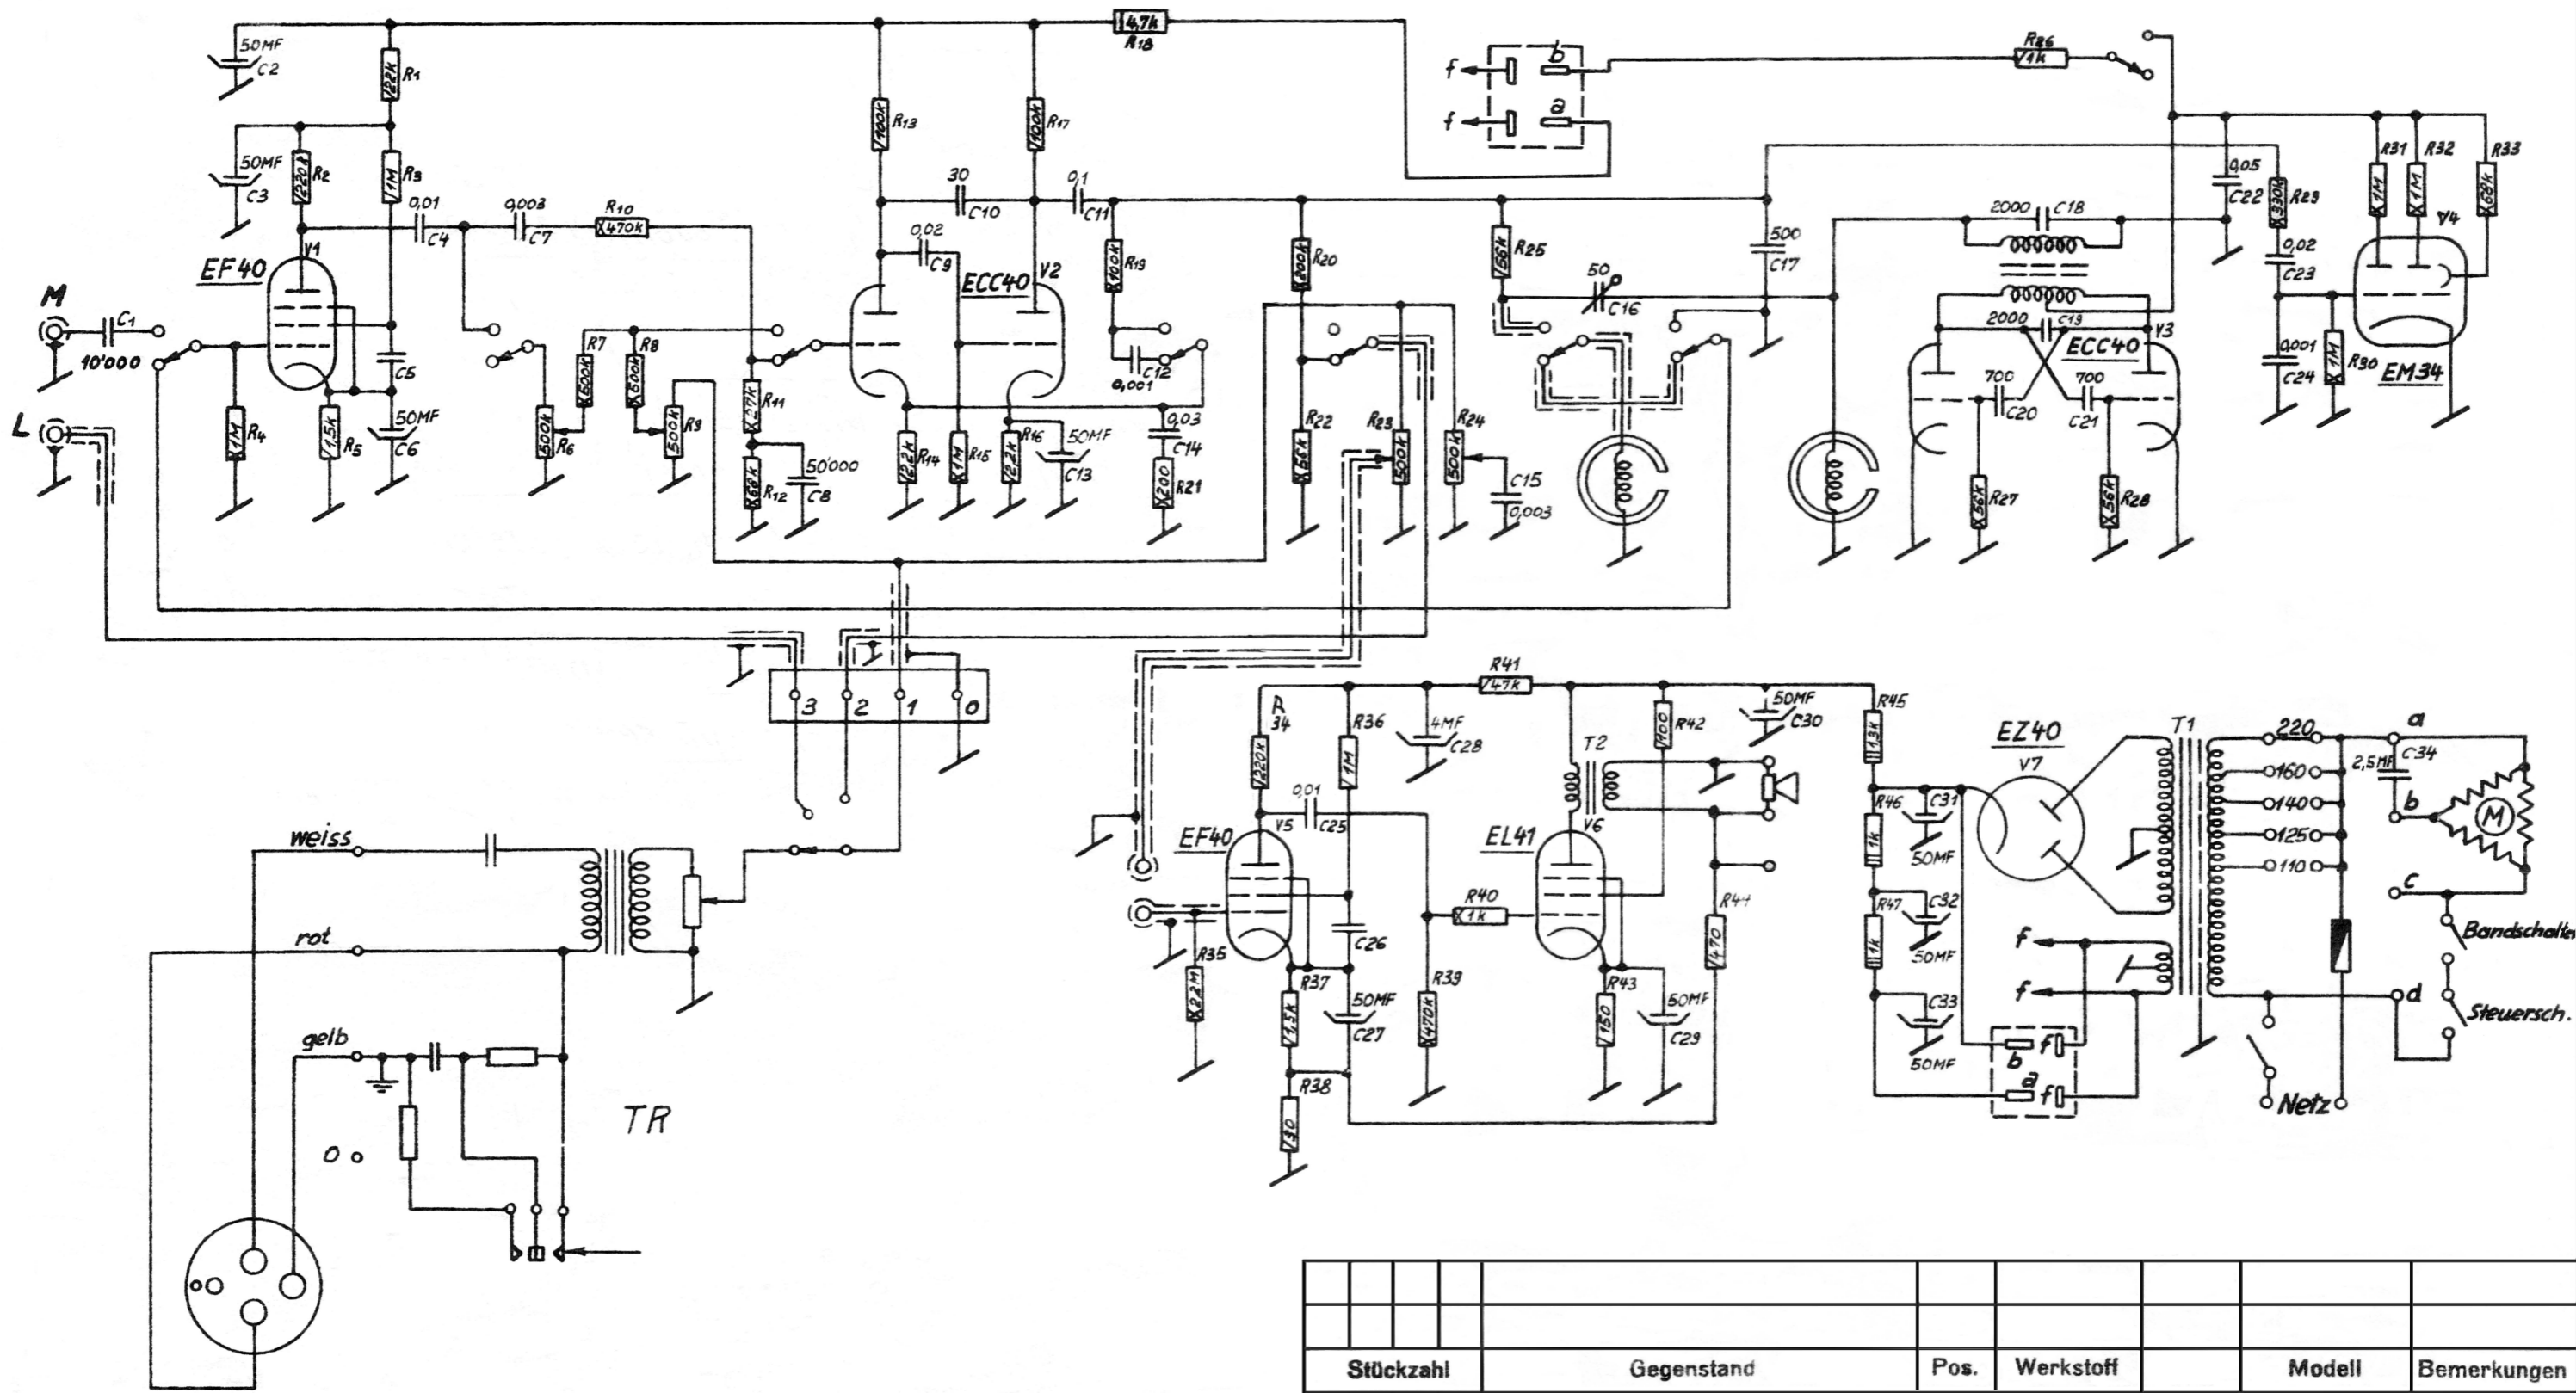 50MF
C2
22k
R1
4,7k
R18
50MF
C3
220k
R2
1M
R3
0,01
C4
0,003
C7
R10
470k
100k
R13
100k
R17
30
C10
0,1
C11
0,02
C9
f
b
f
a
R26
1k
M
C1
10'000
L
V1
EF40
1M
R4
1,5k
R5
C5
50MF
C6
500k
R6
R7
500k
R8
500k
500k
R9
27k
R11
68k
R12
50'000
C8
V2
ECC40
2,2k
R14
1M
R15
2,2k
R16
50MF
C13
100k
R19
C12
0,001
0,03
C14
200
R21
200k
R20
R22
56k
R23
500k
R24
500k
C15
0,003
56k
R25
50
C16
500
C17
2000
C18
2000
C19
V3
ECC40
700
C20
700
C21
56k
R27
56k
R28
0,05
C22
330k
R29
0,02
C23
0,001
C24
1M
R30
R31
1M
R32
1M
R33
68k
V4
EM34
3
2
1
0
weiss
rot
gelb
0
TR
R
34
220k
R36
1M
4MF
C28
R41
47k
100
R42
50MF
C30
0,01
C25
V5
EF40
R35
2,2M
C26
R37
1,5k
50MF
C27
R38
30
R39
470k
R40
1k
T2
V6
EL41
R43
150
50MF
C29
R44
470
R45
1,3k
R46
1k
C31
50MF
R47
1k
C32
50MF
C33
50MF
EZ40
V7
T1
f
f
b
f
a
f
220
160
140
125
110
a
C34
2,5MF
b
M
c
d
Bandschalter
Steuersch.
Netz
Stückzahl
Gegenstand
Pos.
Werkstoff
Modell
Bemerkungen